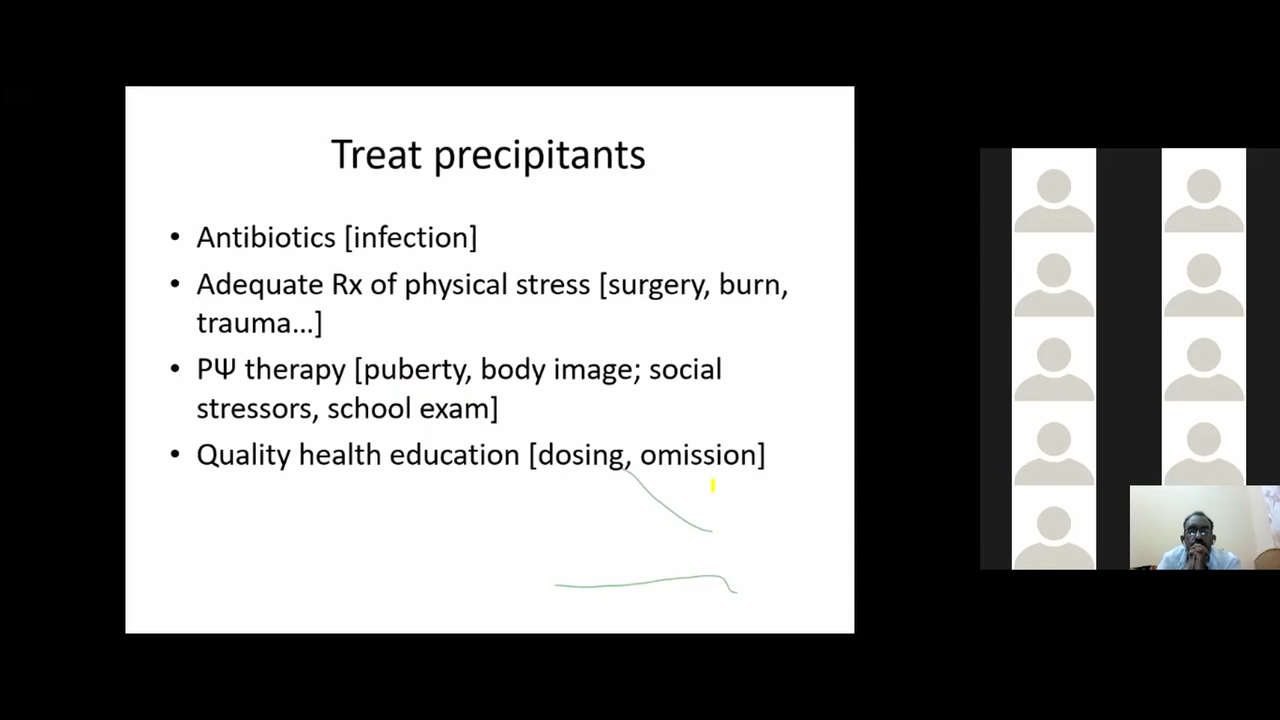 Treat precipitants
• Antibiotics [infection]
• Adequate Rx of physical stress [surgery, burn,
trauma...]
• PΨ therapy [puberty, body image; social
stressors, school exam]
• Quality health education [dosing, omission]